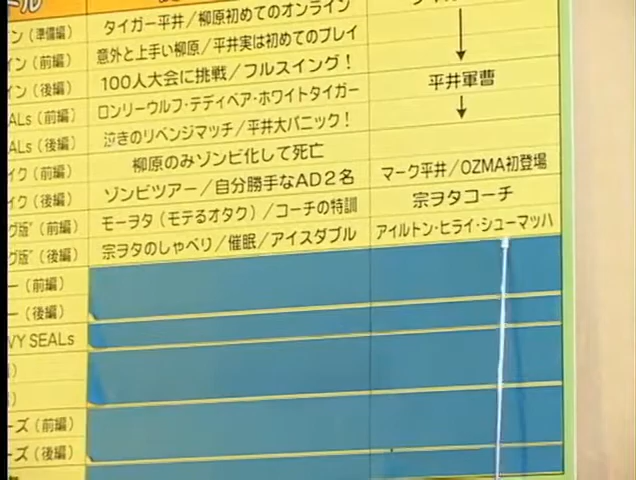 ン（準備編） タイガー平井／柳原初めてのオンライン
イン（前編） 意外と上手い柳原／平井実は初めてのプレイ
イン（後編） 100人大会に挑戦／フルスイング！ 平井軍曹
ALs（前編） ロンリーウルフ・テディベア・ホワイトタイガー
ALs（後編） 泣きのリベンジマッチ／平井大パニック！
イク（前編） 柳原のみゾンビ化して死亡
イク（後編） ゾンビツアー／自分勝手なAD２名 マーク平井／OZMA初登場
グ版（前編） モーヲタ（モテるオタク）／コーチの特訓 宗ヲタコーチ
グ版（後編） 宗ヲタのしゃべり／催眠／アイスダブル アイルトン・ヒライ・シューマッハ
ー（前編）
ー（後編）
VY SEALs
）
）
ーズ（前編）
ーズ（後編）